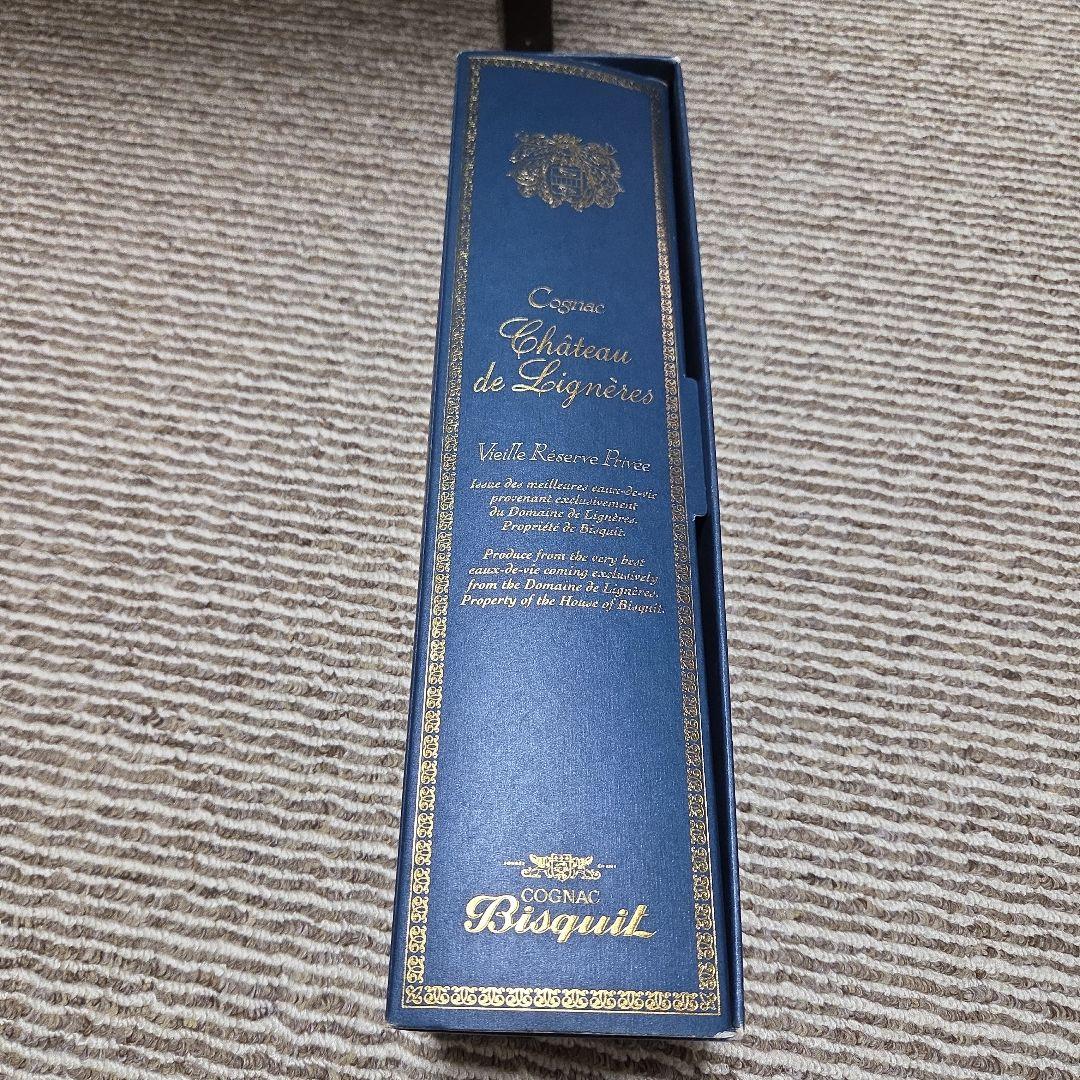 Cognac
Château
de Lignères
Vieille Réserve Privée
Issue des meilleures eaux-de-vie
provenant exclusivement
du Domaine de Lignères.
Propriété de Bisquit.
Produce from the very best
eaux-de-vie coming exclusively
from the Domaine de Lignères.
Property of the House of Bisquit.
COGNAC
Bisquit